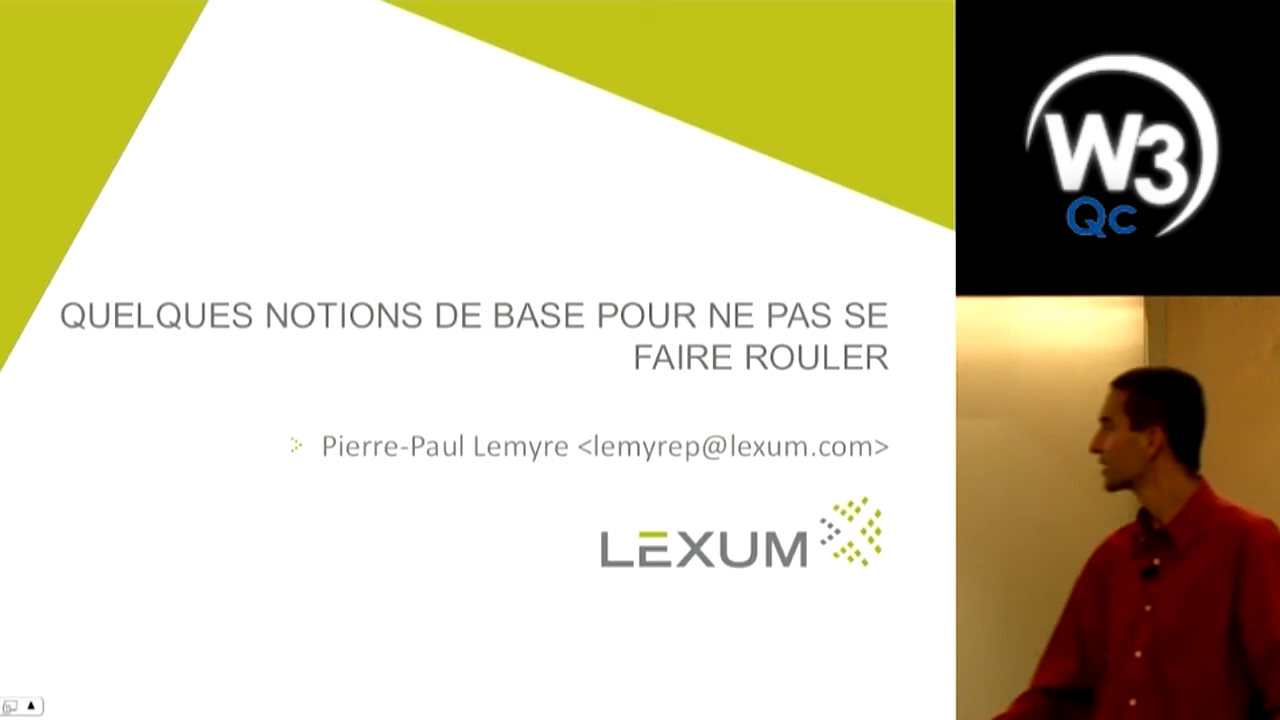 QUELQUES NOTIONS DE BASE POUR NE PAS SE
FAIRE ROULER
Pierre-Paul Lemyre <lemyrep@lexum.com>
LEXUM
W3
Qc